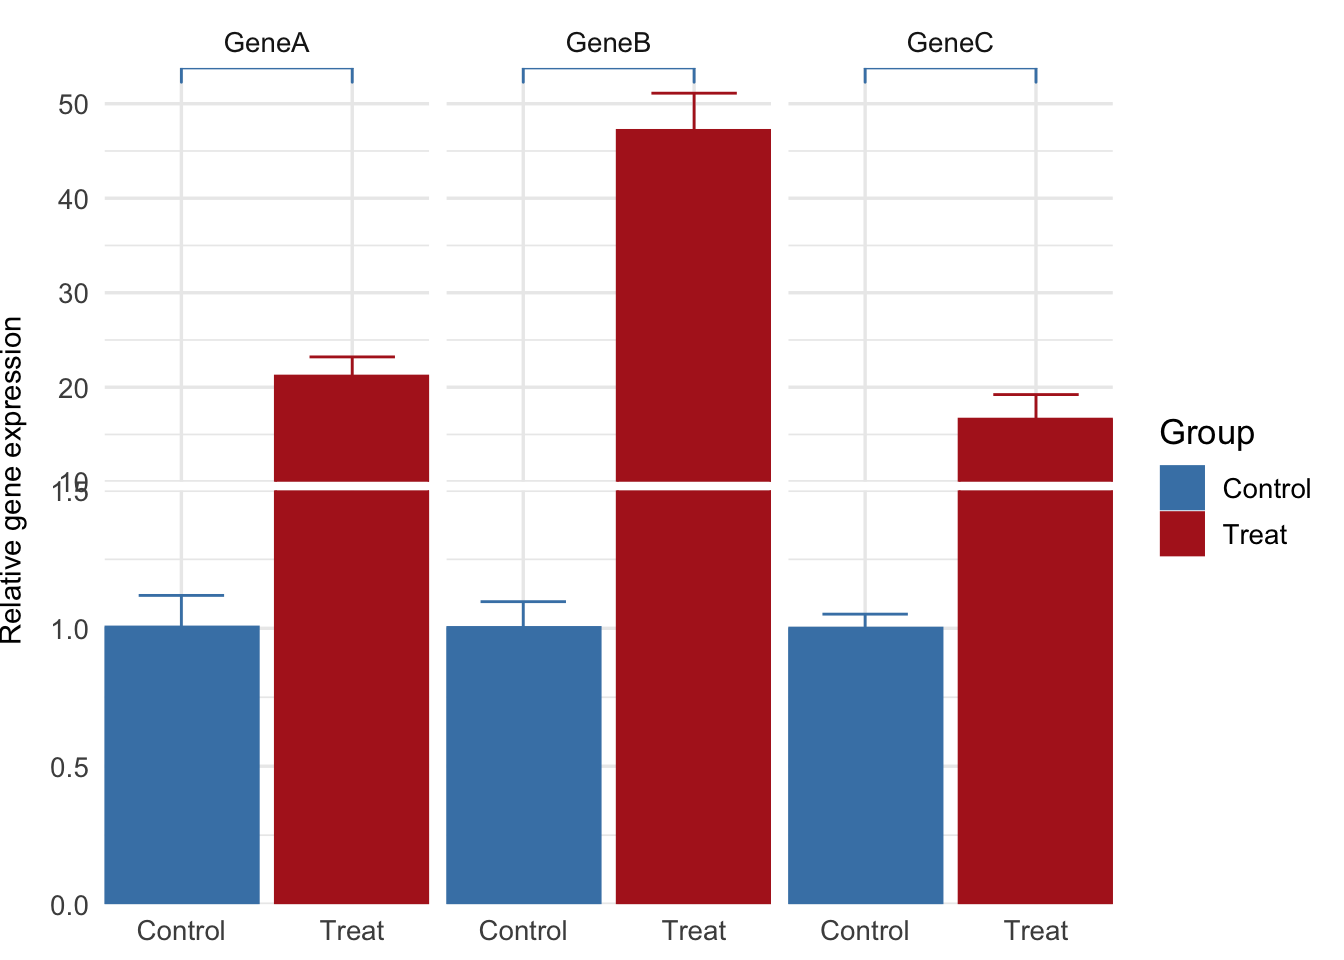 GeneA GeneB GeneC
50
40
30
20
10
1.5
1.0
0.5
0.0
Relative gene expression
Control Treat Control Treat Control Treat
Group
Control
Treat